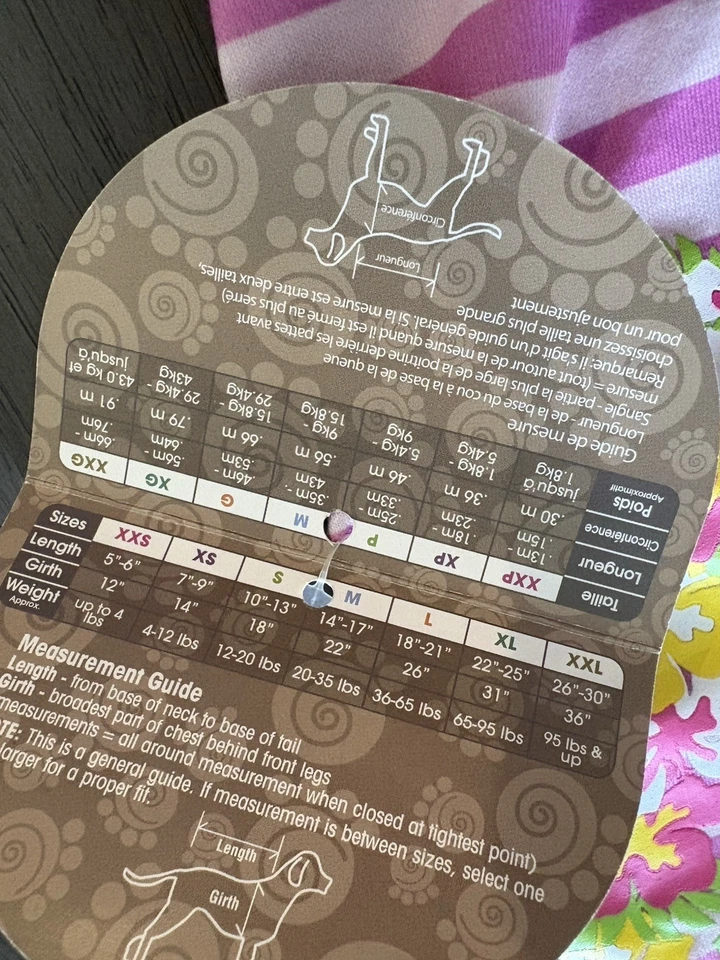 Sizes XXS XS S M L XL XXL
Length 5"-6" 7"-9" 10"-13" 14"-17" 18"-21" 22"-25" 26"-30"
Girth 12" 14" 18" 22" 26" 31" 36"
Weight Approx. up to 4 lbs 4-12 lbs 12-20 lbs 20-35 lbs 36-65 lbs 65-95 lbs 95 lbs & up
Measurement Guide
Length - from base of neck to base of tail
Girth - broadest part of chest behind front legs
measurements = all around measurement when closed at tightest point)
TE: This is a general guide. If measurement is between sizes, select one
larger for a proper fit.
Length
Girth
Taille XXP XP P M G XG XXG
Longueur .13m - .15m .18m - .23m .25m - .33m .35m - .43m .46m - .53m .56m - .64m .66m - .76m
Circonférence .30 m .36 m .46 m .56 m .66 m .79 m .91 m
Poids Approximatif Jusqu'à 1.8kg 1.8kg - 5.4kg 5.4kg - 9kg 9kg - 15.8kg 15.8kg - 29.4kg 29.4kg - 43kg 43.0 kg et jusqu'à
Guide de mesure
Longueur - de la base du cou à la base de la queue
Sangle - partie la plus large de la poitrine derrière les pattes avant
mesure = (tout autour de la mesure quand il est fermé au plus serré)
Remarque: il s'agit d'un guide général. Si la mesure est entre deux tailles,
choisissez une taille plus grande
pour un bon ajustement
Longueur
Circonférence